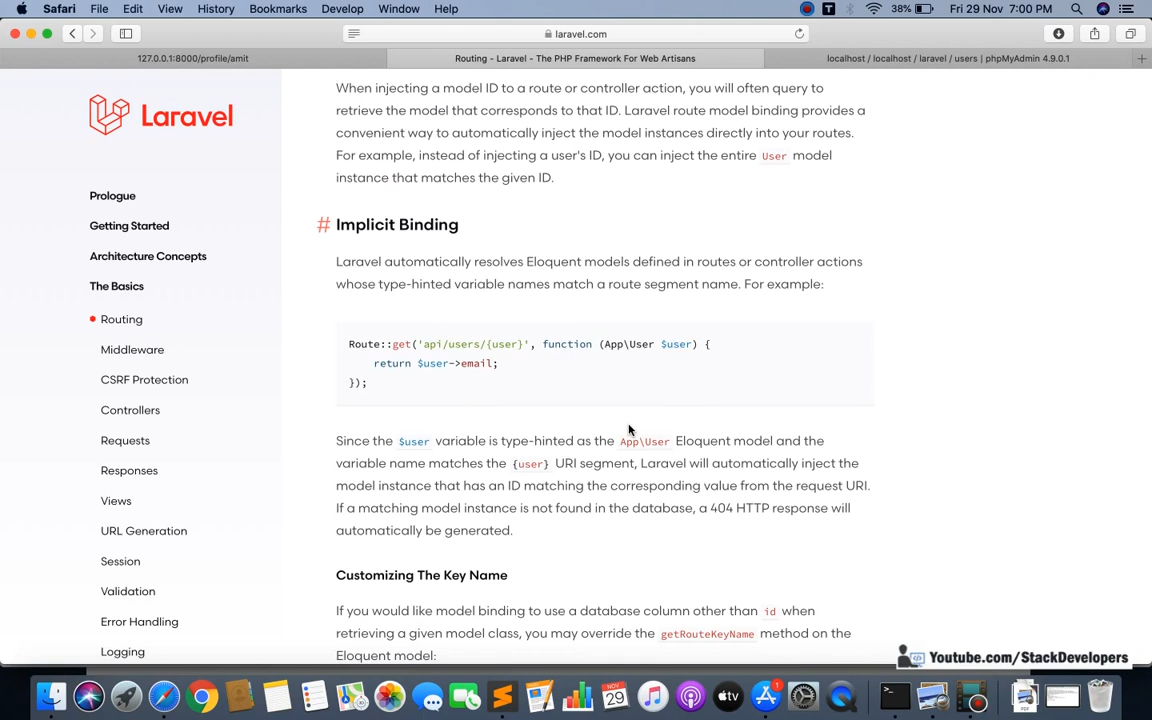 Safari File Edit View History Bookmarks Develop Window Help
38% Fri 29 Nov 7:00 PM
laravel.com
127.0.0.1:8000/profile/amit
Routing - Laravel - The PHP Framework For Web Artisans
localhost / localhost / laravel / users | phpMyAdmin 4.9.0.1
Laravel
Prologue
Getting Started
Architecture Concepts
The Basics
Routing
Middleware
CSRF Protection
Controllers
Requests
Responses
Views
URL Generation
Session
Validation
Error Handling
Logging
When injecting a model ID to a route or controller action, you will often query to
retrieve the model that corresponds to that ID. Laravel route model binding provides a
convenient way to automatically inject the model instances directly into your routes.
For example, instead of injecting a user's ID, you can inject the entire User model
instance that matches the given ID.
# Implicit Binding
Laravel automatically resolves Eloquent models defined in routes or controller actions
whose type-hinted variable names match a route segment name. For example:
Route::get('api/users/{user}', function (App\User $user) {
return $user->email;
});
Since the $user variable is type-hinted as the App\User Eloquent model and the
variable name matches the {user} URI segment, Laravel will automatically inject the
model instance that has an ID matching the corresponding value from the request URI.
If a matching model instance is not found in the database, a 404 HTTP response will
automatically be generated.
Customizing The Key Name
If you would like model binding to use a database column other than id when
retrieving a given model class, you may override the getRouteKeyName method on the
Eloquent model:
Youtube.com/StackDevelopers
NOV
29
tv
1